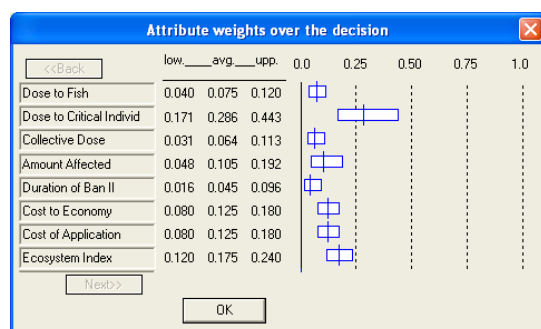 Attribute weights over the decision
<<Back low.____avg.____upp. 0.0 0.25 0.50 0.75 1.0
Dose to Fish 0.040 0.075 0.120
Dose to Critical Individ 0.171 0.286 0.443
Collective Dose 0.031 0.064 0.113
Amount Affected 0.048 0.105 0.192
Duration of Ban II 0.016 0.045 0.096
Cost to Economy 0.080 0.125 0.180
Cost of Application 0.080 0.125 0.180
Ecosystem Index 0.120 0.175 0.240
Next>>
OK